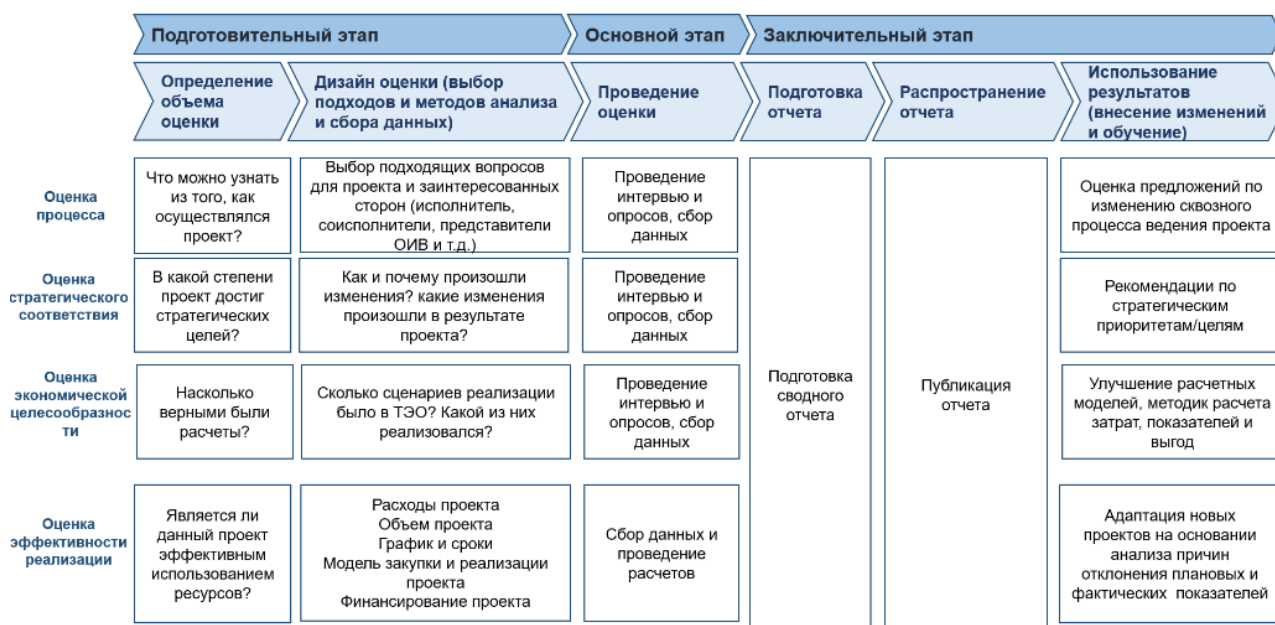 Подготовительный этап
Основной этап
Заключительный этап
Определение
объема
оценки
Дизайн оценки (выбор
подходов и методов анализа
и сбора данных)
Проведение
оценки
Подготовка
отчета
Распространение
отчета
Использование
результатов
(внесение изменений
и обучение)
Оценка
процесса
Что можно узнать
из того, как
осуществлялся
проект?
Выбор подходящих вопросов
для проекта и заинтересованных
сторон (исполнитель,
соисполнители, представители
ОИВ и т.д.)
Проведение
интервью и
опросов, сбор
данных
Оценка предложений по
изменению сквозного
процесса ведения проекта
Оценка
стратегического
соответствия
В какой степени
проект достиг
стратегических
целей?
Как и почему произошли
изменения? какие изменения
произошли в результате
проекта?
Проведение
интервью и
опросов, сбор
данных
Рекомендации по
стратегическим
приоритетам/целям
Оценка
экономической
целесообразнос
ти
Насколько
верными были
расчеты?
Сколько сценариев реализации
было в ТЭО? Какой из них
реализовался?
Проведение
интервью и
опросов, сбор
данных
Подготовка
сводного
отчета
Публикация
отчета
Улучшение расчетных
моделей, методик расчета
затрат, показателей и
выгод
Оценка
эффективности
реализации
Является ли
данный проект
эффективным
использованием
ресурсов?
Расходы проекта
Объем проекта
График и сроки
Модель закупки и реализации
проекта
Финансирование проекта
Сбор данных и
проведение
расчетов
Адаптация новых
проектов на основании
анализа причин
отклонения плановых и
фактических показателей